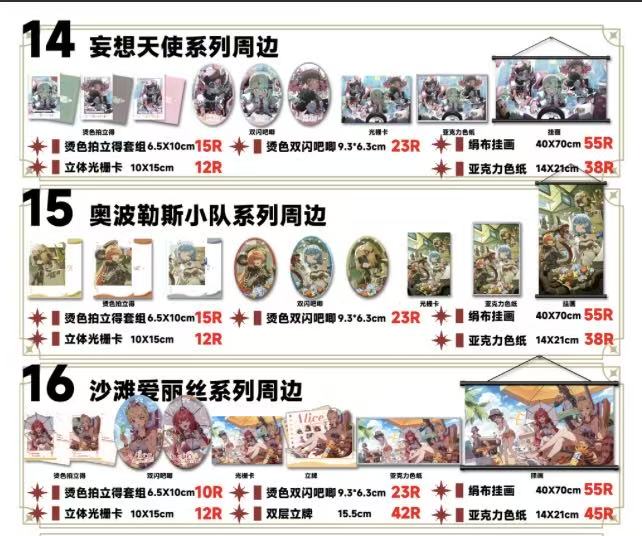 14 妄想天使系列周边
烫色拍立得 双闪吧唧 光栅卡 亚克力色纸 挂画
烫色拍立得套组 6.5X10cm 15R 烫色双闪吧唧 9.3*6.3cm 23R 绢布挂画 40X70cm 55R
立体光栅卡 10X15cm 12R 亚克力色纸 14X21cm 38R
15 奥波勒斯小队系列周边
烫色拍立得 双闪吧唧 光栅卡 亚克力色纸 挂画
烫色拍立得套组 6.5X10cm 15R 烫色双闪吧唧 9.3*6.3cm 23R 绢布挂画 40X70cm 55R
立体光栅卡 10X15cm 12R 亚克力色纸 14X21cm 38R
16 沙滩爱丽丝系列周边
Alice
烫色拍立得 双闪吧唧 光栅卡 立牌 亚克力色纸 挂画
烫色拍立得套组 6.5X10cm 10R 烫色双闪吧唧 9.3*6.3cm 23R 绢布挂画 40X70cm 55R
立体光栅卡 10X15cm 12R 双层立牌 15.5cm 42R 亚克力色纸 14X21cm 45R